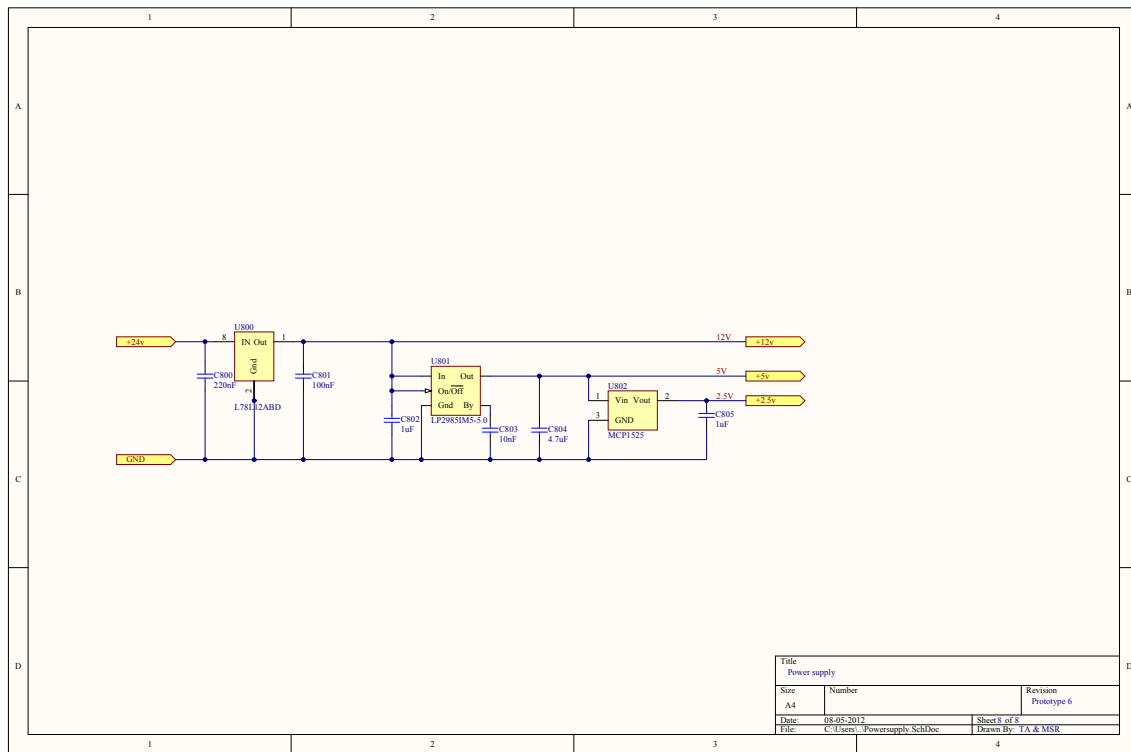 1 2 3 4
A A
B B
U800
+24v 8 IN Out 1 12V +12v
Gnd
U801
C800 C801 In Out 5V +5v
220nF 100nF On/Off U802
2 Gnd By 1 Vin Vout 2 2.5V +2.5v
L78L12ABD C802 LP2985IM5-5.0 3 GND C805
1uF C803 C804 1uF
10nF 4.7uF MCP1525
GND
C C
D D
Title
Power supply
Size Number Revision
A4 Prototype 6
Date: 08-05-2012 Sheet 8 of 8
File: C:\Users\..\Powersupply.SchDoc Drawn By: TA & MSR
1 2 3 4